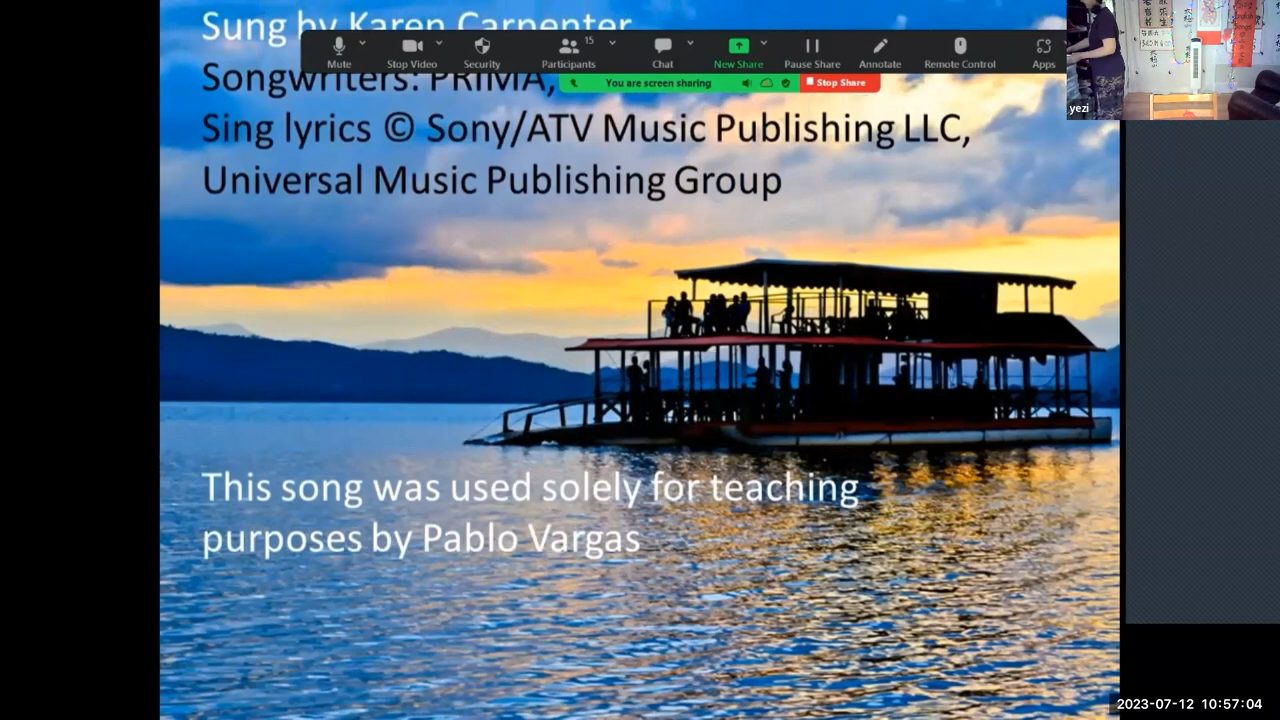 Sung by Karen Carpenter
15
Mute
Stop Video
Security
Participants
Chat
New Share
Pause Share
Annotate
Remote Control
Apps
Songwriters: PRIMA,
You are screen sharing
Stop Share
yezi
Sing lyrics © Sony/ATV Music Publishing LLC,
Universal Music Publishing Group
This song was used solely for teaching
purposes by Pablo Vargas
2023-07-12 10:57:04